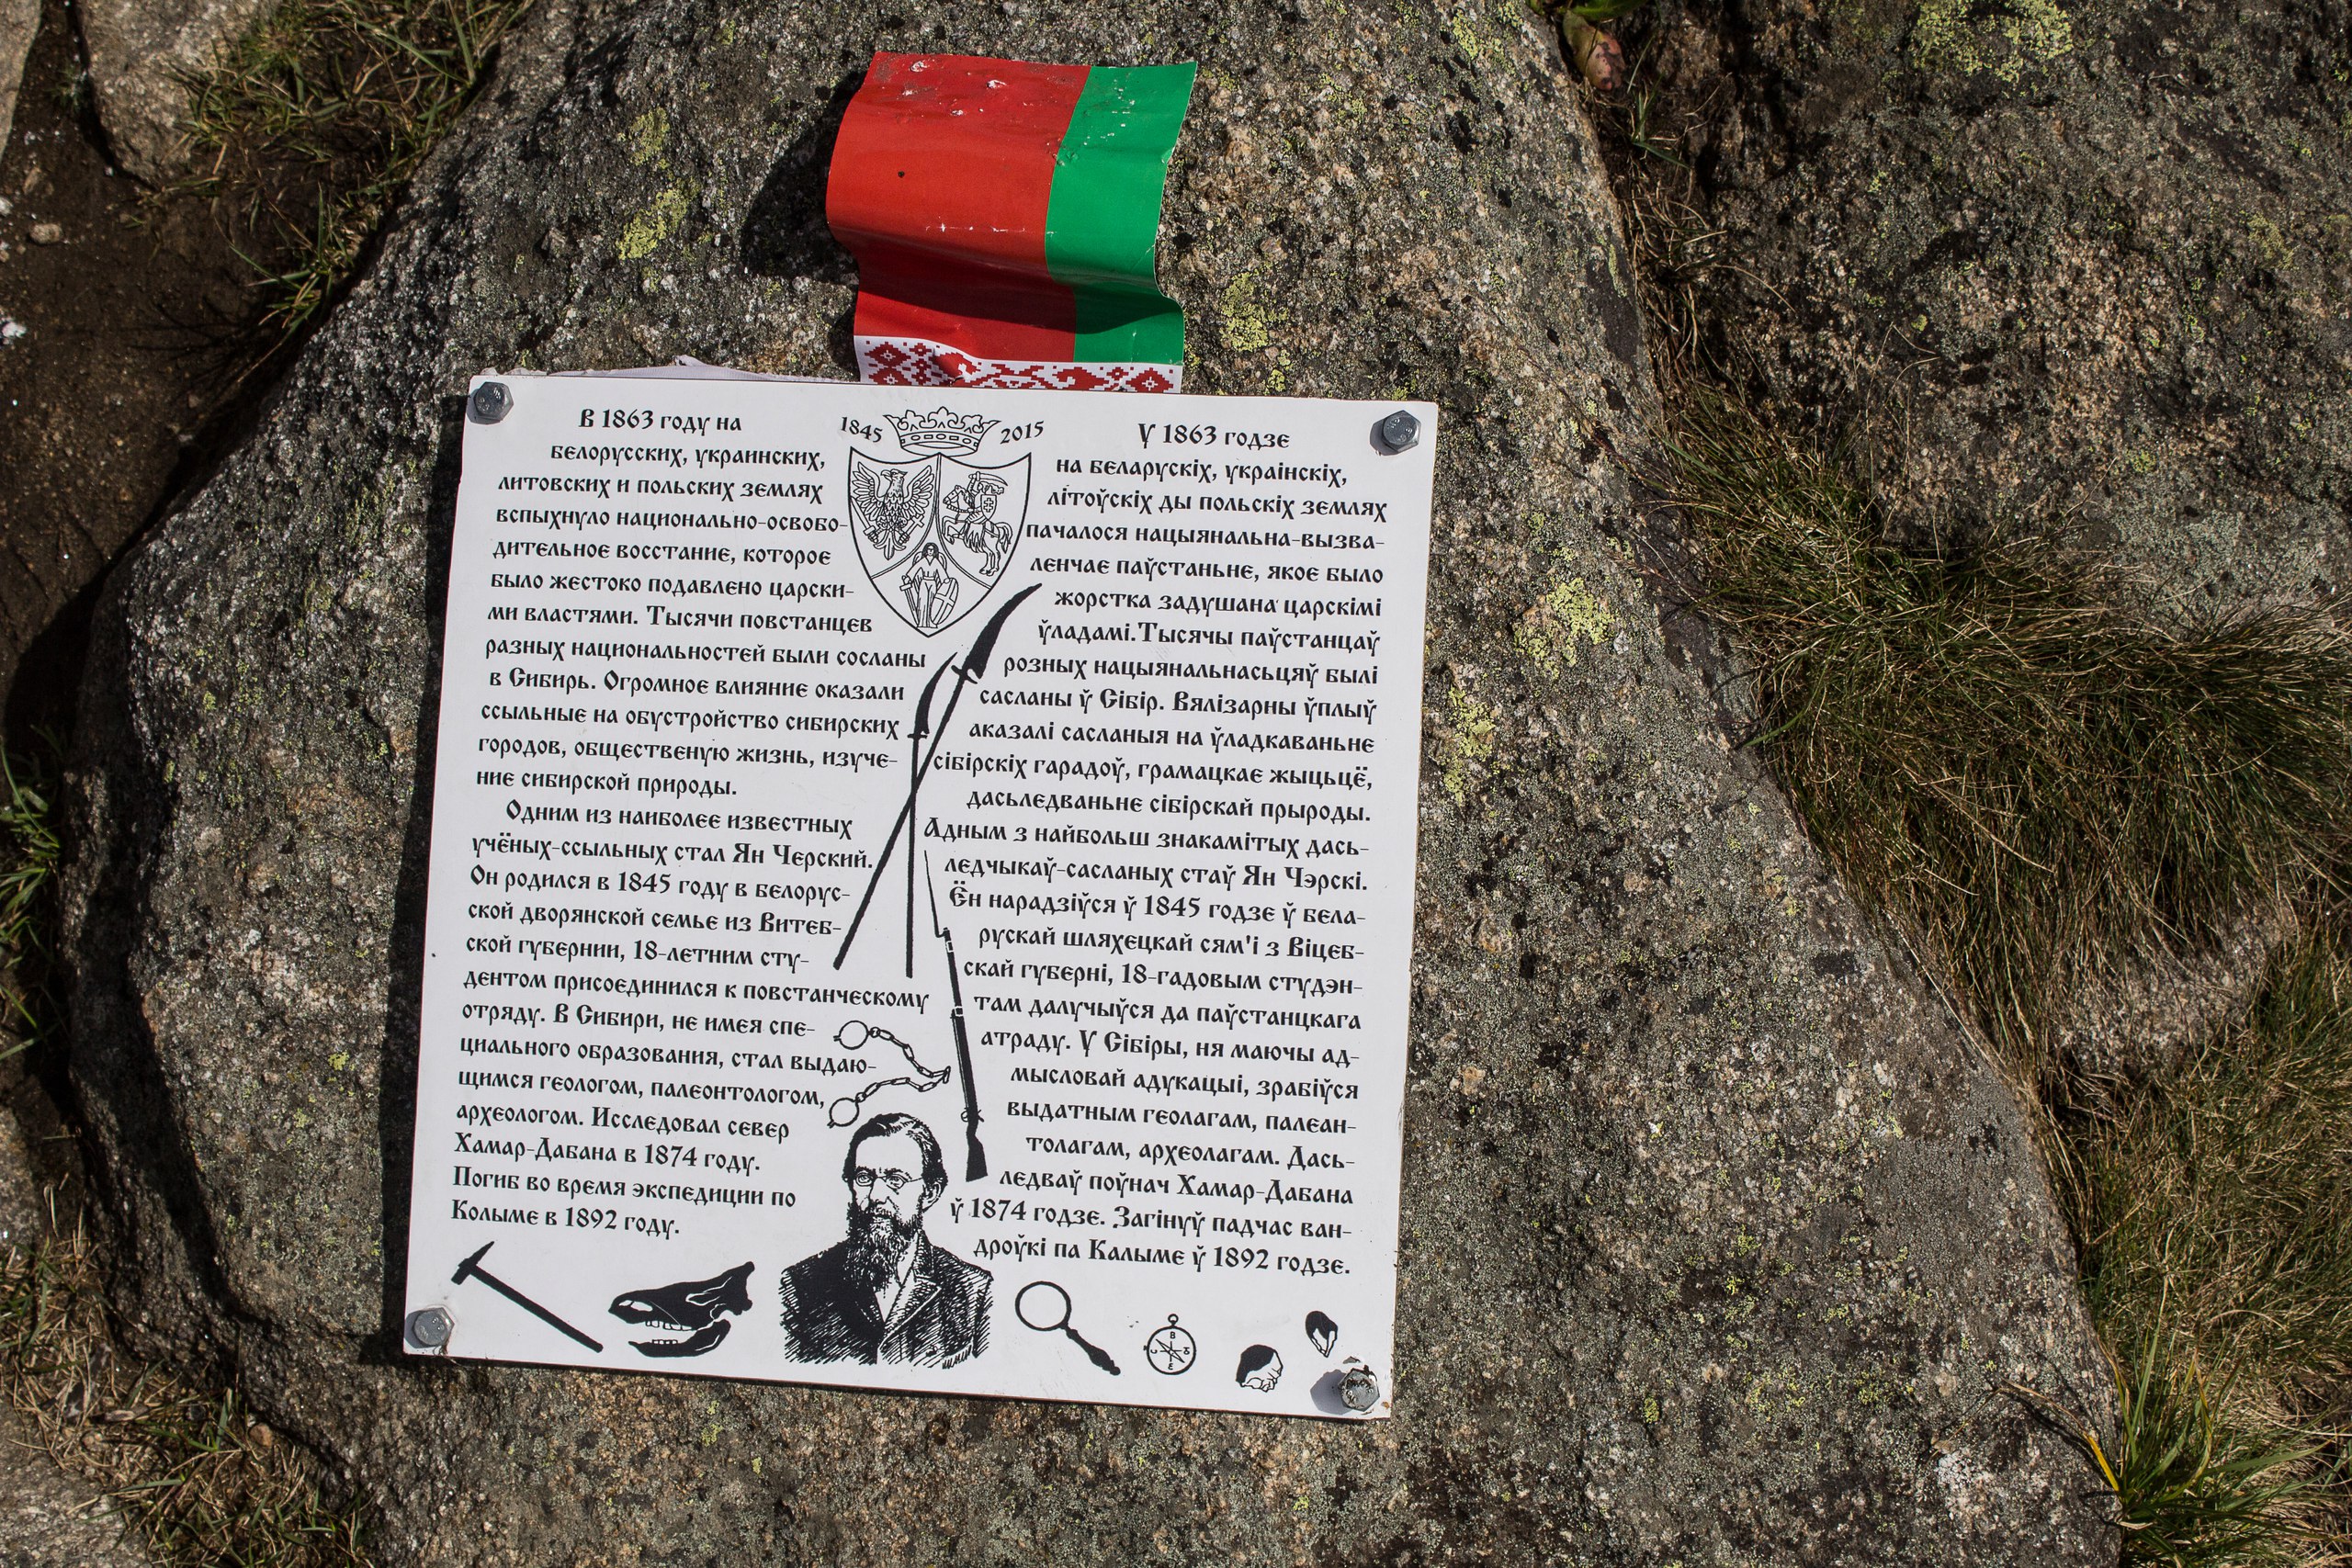 1845 2015
В 1863 году на
белорусских, украинских,
литовских и польских землях
вспыхнуло национально-освобо-
дительное восстание, которое
было жестоко подавлено царски-
ми властями. Тысячи повстанцев
разных национальностей были сосланы
в Сибирь. Огромное влияние оказали
ссыльные на обустройство сибирских
городов, общественую жизнь, изуче-
ние сибирской природы.
Одним из наиболее известных
учёных-ссыльных стал Ян Черский.
Он родился в 1845 году в белорус-
ской дворянской семье из Витеб-
ской губернии, 18-летним сту-
дентом присоединился к повстанческому
отряду. В Сибири, не имея спе-
циального образования, стал выдаю-
щимся геологом, палеонтологом,
археологом. Исследовал север
Хамар-Дабана в 1874 году.
Погиб во время экспедиции по
Колыме в 1892 году.
У 1863 годзе
на беларускіх, украінскіх,
літоўскіх ды польскіх землях
пачалося нацыянальна-вызва-
ленчае паўстаньне, якое было
жорстка задушана царскімі
ўладамі.Тысячы паўстанцаў
розных нацыянальнасьцяў былі
сасланы ў Сібір. Вялізарны ўплыў
аказалі сасланыя на ўладкаваньне
сібірскіх гарадоў, грамацкае жыцьцё,
дасьледваньне сібірскай прыроды.
Адным з найбольш знакамітых дась-
ледчыкаў-сасланых стаў Ян Чэрскі.
Ён нарадзіўся ў 1845 годзе ў бела-
рускай шляхецкай сям'і з Віцеб-
скай губерні, 18-гадовым студэн-
там далучыўся да паўстанцкага
атраду. У Сібіры, ня маючы ад-
мысловай адукацыі, зрабіўся
выдатным геолагам, палеан-
толагам, археолагам. Дась-
ледваў поўнач Хамар-Дабана
ў 1874 годзе. Загінуў падчас ван-
дроўкі па Калыме ў 1892 годзе.